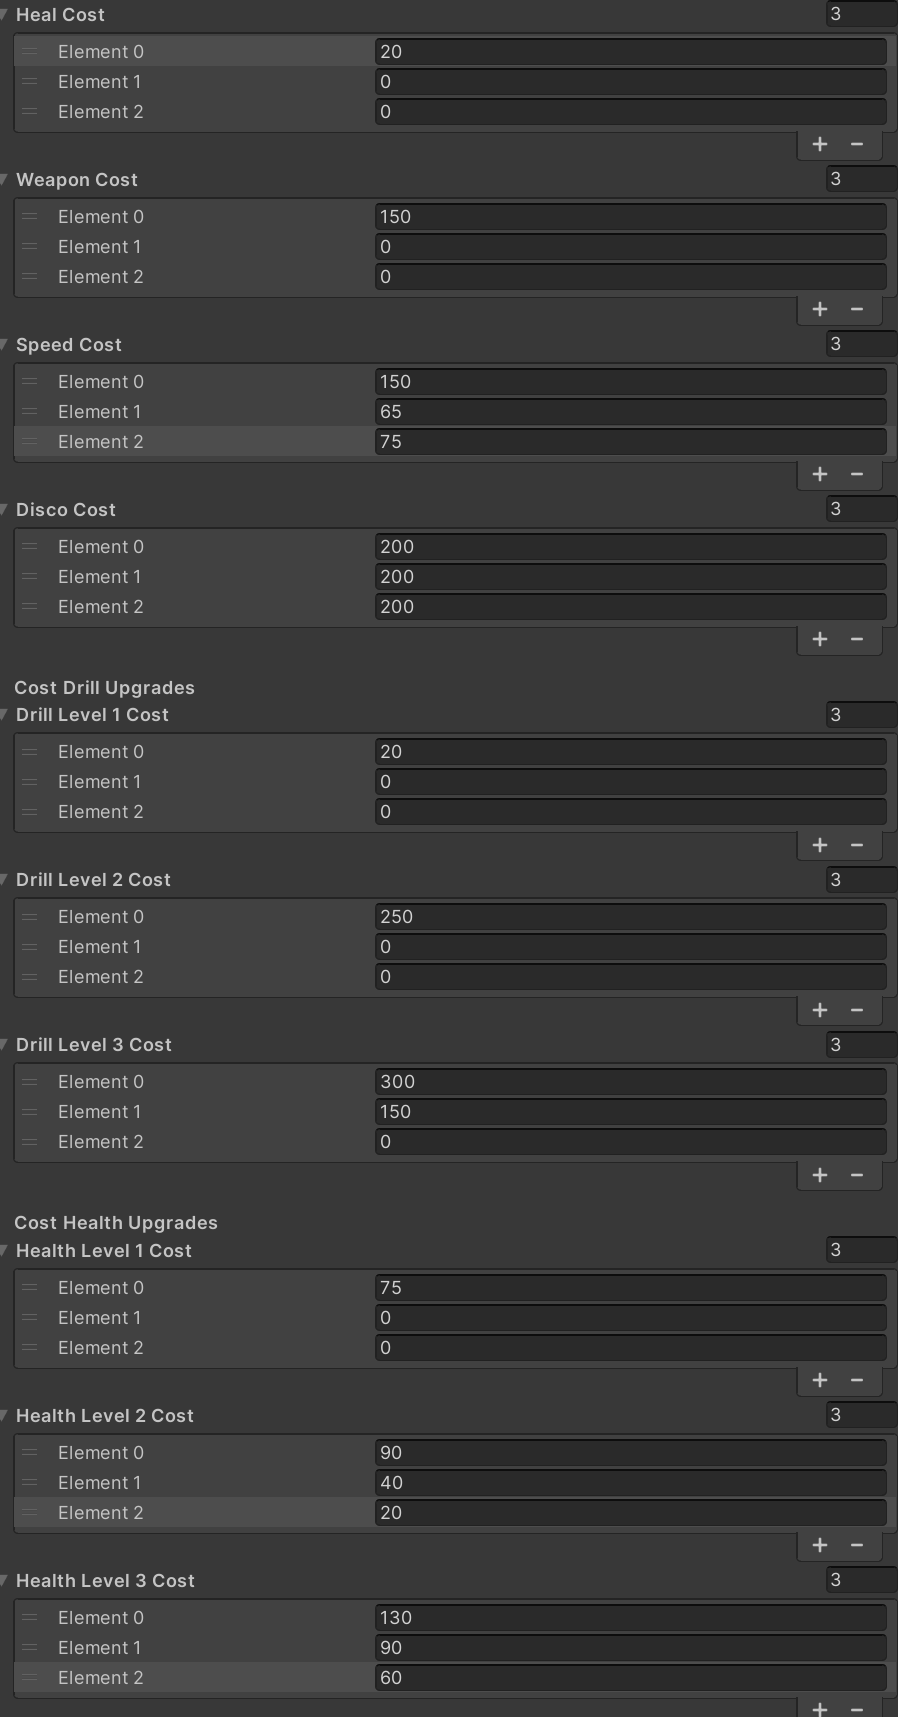 Heal Cost 3
Element 0 20
Element 1 0
Element 2 0
+ −
Weapon Cost 3
Element 0 150
Element 1 0
Element 2 0
+ −
Speed Cost 3
Element 0 150
Element 1 65
Element 2 75
+ −
Disco Cost 3
Element 0 200
Element 1 200
Element 2 200
+ −
Cost Drill Upgrades
Drill Level 1 Cost 3
Element 0 20
Element 1 0
Element 2 0
+ −
Drill Level 2 Cost 3
Element 0 250
Element 1 0
Element 2 0
+ −
Drill Level 3 Cost 3
Element 0 300
Element 1 150
Element 2 0
+ −
Cost Health Upgrades
Health Level 1 Cost 3
Element 0 75
Element 1 0
Element 2 0
+ −
Health Level 2 Cost 3
Element 0 90
Element 1 40
Element 2 20
+ −
Health Level 3 Cost 3
Element 0 130
Element 1 90
Element 2 60
+ −